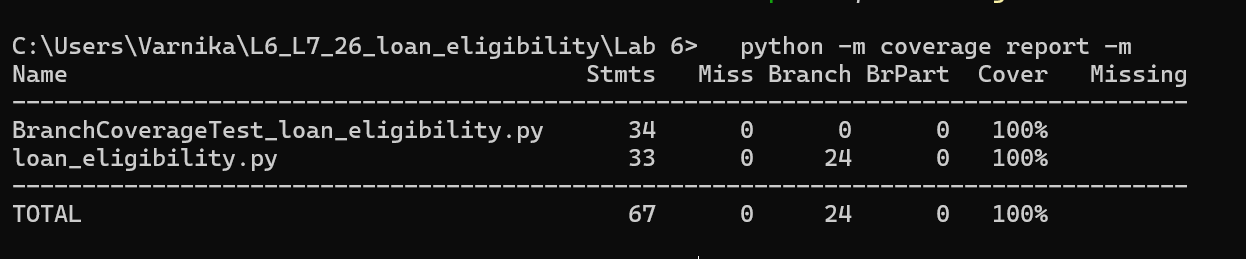 C:\Users\Varnika\L6_L7_26_loan_eligibility\Lab 6>   python -m coverage report -m
Name                                     Stmts   Miss Branch BrPart  Cover   Missing
------------------------------------------------------------------------------------
BranchCoverageTest_loan_eligibility.py      34      0      0      0   100%
loan_eligibility.py                         33      0     24      0   100%
------------------------------------------------------------------------------------
TOTAL                                       67      0     24      0   100%